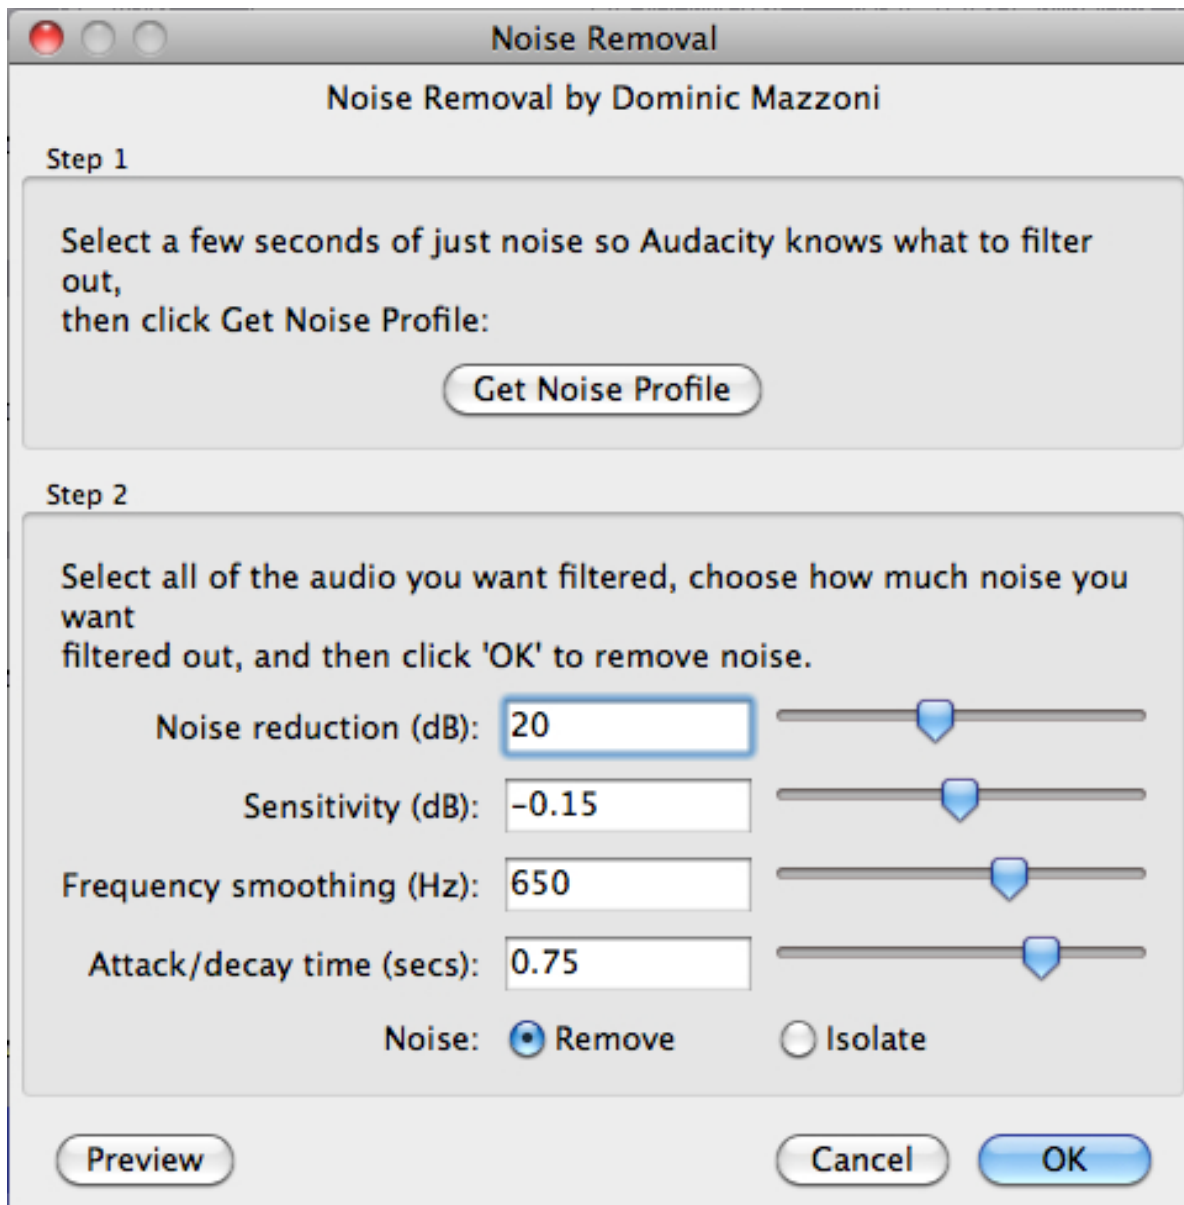 Noise Removal
Noise Removal by Dominic Mazzoni
Step 1
Select a few seconds of just noise so Audacity knows what to filter
out,
then click Get Noise Profile:
Get Noise Profile
Step 2
Select all of the audio you want filtered, choose how much noise you
want
filtered out, and then click 'OK' to remove noise.
Noise reduction (dB): 20
Sensitivity (dB): -0.15
Frequency smoothing (Hz): 650
Attack/decay time (secs): 0.75
Noise: Remove Isolate
Preview Cancel OK